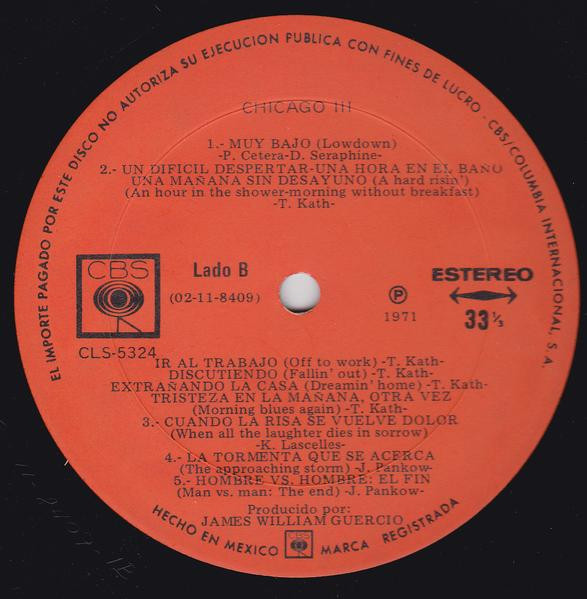 EL IMPORTE PAGADO POR ESTE DISCO NO AUTORIZA SU EJECUCION PUBLICA CON FINES DE LUCRO - CBS/COLUMBIA INTERNACIONAL, S.A.
CHICAGO III
1.- MUY BAJO (Lowdown)
-P. Cetera-D. Seraphine-
2.- UN DIFICIL DESPERTAR-UNA HORA EN EL BAÑO
UNA MAÑANA SIN DESAYUNO (A hard risin')
(An hour in the shower-morning without breakfast)
-T. Kath-
CBS
Lado B
(02-11-8409)
CLS-5324
P
1971
ESTEREO
33 ⅓
IR AL TRABAJO (Off to work) -T. Kath-
DISCUTIENDO (Fallin' out) -T. Kath-
EXTRAÑANDO LA CASA (Dreamin' home) -T. Kath-
TRISTEZA EN LA MAÑANA, OTRA VEZ
(Morning blues again) -T. Kath-
3.- CUANDO LA RISA SE VUELVE DOLOR
(When all the laughter dies in sorrow)
-K. Lascelles-
4.- LA TORMENTA QUE SE ACERCA
(The approaching storm) -J. Pankow-
5.- HOMBRE VS. HOMBRE: EL FIN
(Man vs. man: The end) -J. Pankow-
Producido por:
JAMES WILLIAM GUERCIO
HECHO EN MEXICO CBS MARCA REGISTRADA